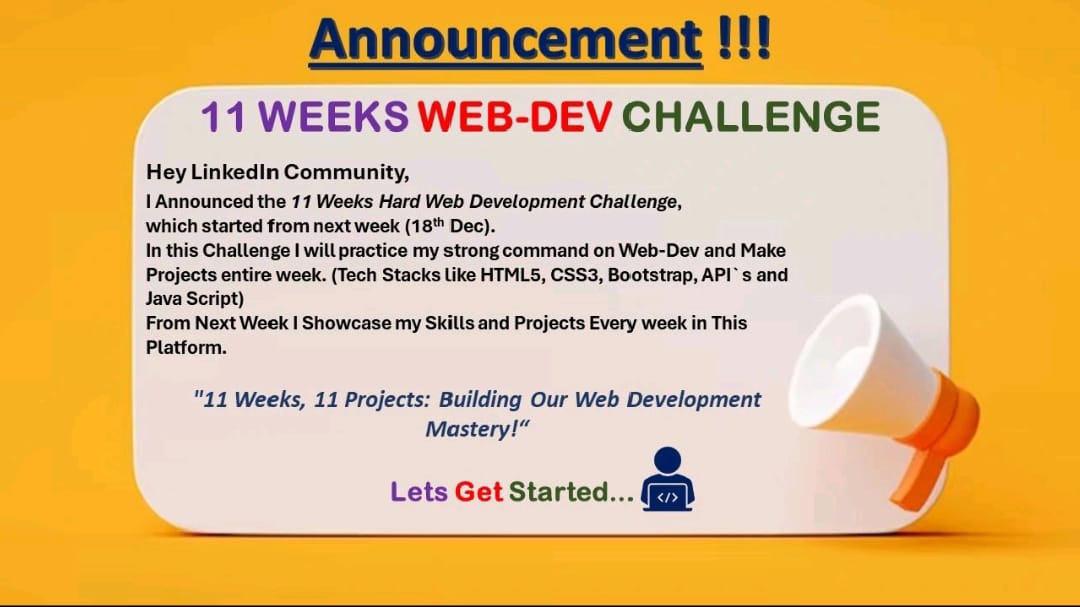 Announcement !!!
11 WEEKS WEB-DEV CHALLENGE
Hey LinkedIn Community,
I Announced the 11 Weeks Hard Web Development Challenge,
which started from next week (18th Dec).
In this Challenge I will practice my strong command on Web-Dev and Make
Projects entire week. (Tech Stacks like HTML5, CSS3, Bootstrap, API`s and
Java Script)
From Next Week I Showcase my Skills and Projects Every week in This
Platform.
"11 Weeks, 11 Projects: Building Our Web Development
Mastery!“
Lets Get Started...
</>